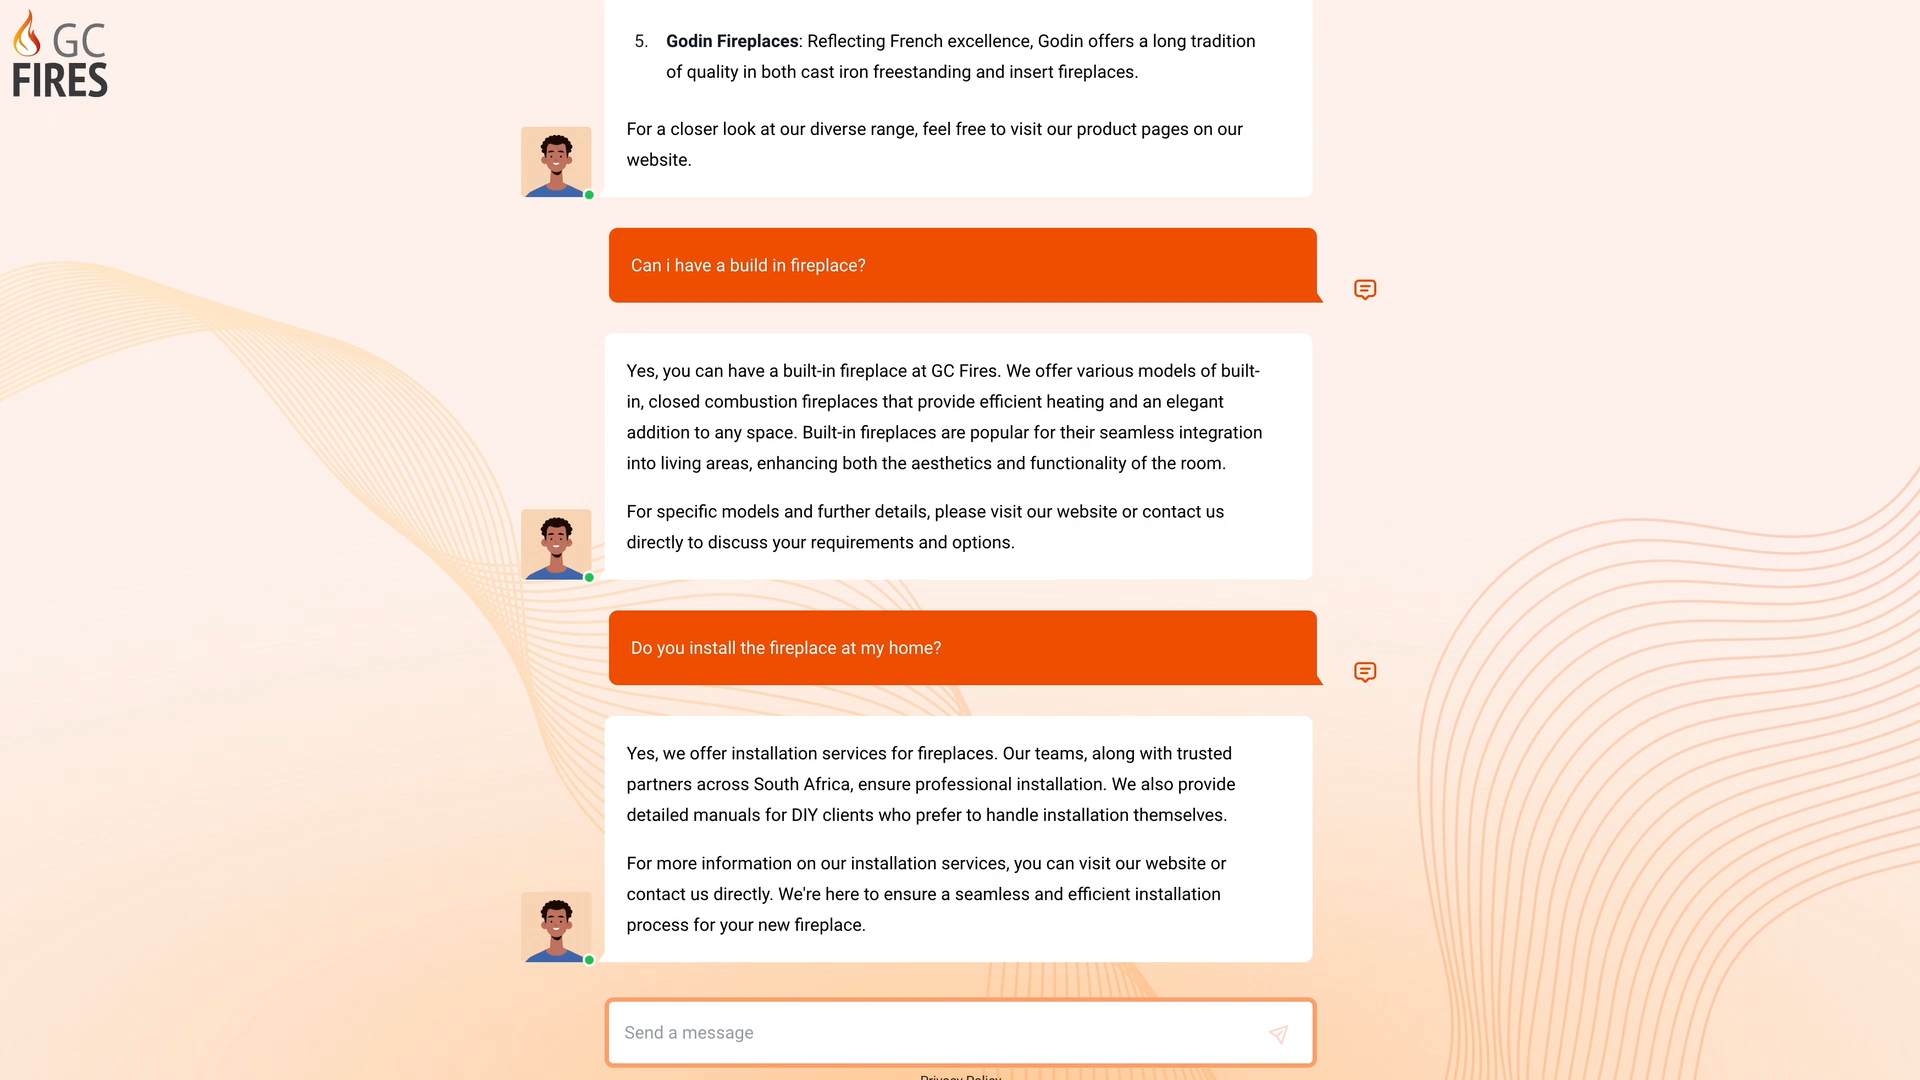 GC
FIRES
5. Godin Fireplaces: Reflecting French excellence, Godin offers a long tradition
of quality in both cast iron freestanding and insert fireplaces.
For a closer look at our diverse range, feel free to visit our product pages on our
website.
Can i have a build in fireplace?
Yes, you can have a built-in fireplace at GC Fires. We offer various models of built-
in, closed combustion fireplaces that provide efficient heating and an elegant
addition to any space. Built-in fireplaces are popular for their seamless integration
into living areas, enhancing both the aesthetics and functionality of the room.
For specific models and further details, please visit our website or contact us
directly to discuss your requirements and options.
Do you install the fireplace at my home?
Yes, we offer installation services for fireplaces. Our teams, along with trusted
partners across South Africa, ensure professional installation. We also provide
detailed manuals for DIY clients who prefer to handle installation themselves.
For more information on our installation services, you can visit our website or
contact us directly. We're here to ensure a seamless and efficient installation
process for your new fireplace.
Send a message
Privacy Policy